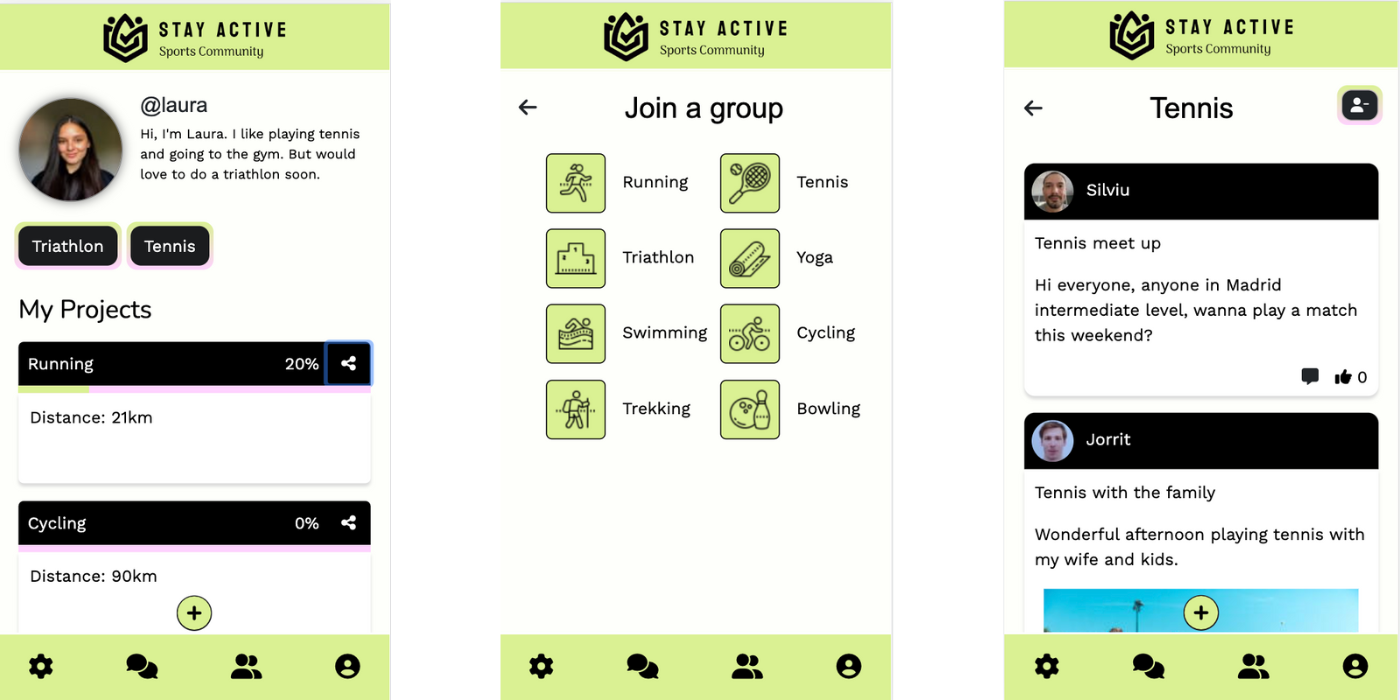 STAY ACTIVE
Sports Community
@laura
Hi, I'm Laura. I like playing tennis
and going to the gym. But would
love to do a triathlon soon.
Triathlon
Tennis
My Projects
Running 20%
Distance: 21km
Cycling 0%
Distance: 90km
STAY ACTIVE
Sports Community
Join a group
Running
Tennis
Triathlon
Yoga
Swimming
Cycling
Trekking
Bowling
STAY ACTIVE
Sports Community
Tennis
Silviu
Tennis meet up
Hi everyone, anyone in Madrid
intermediate level, wanna play a match
this weekend?
0
Jorrit
Tennis with the family
Wonderful afternoon playing tennis with
my wife and kids.